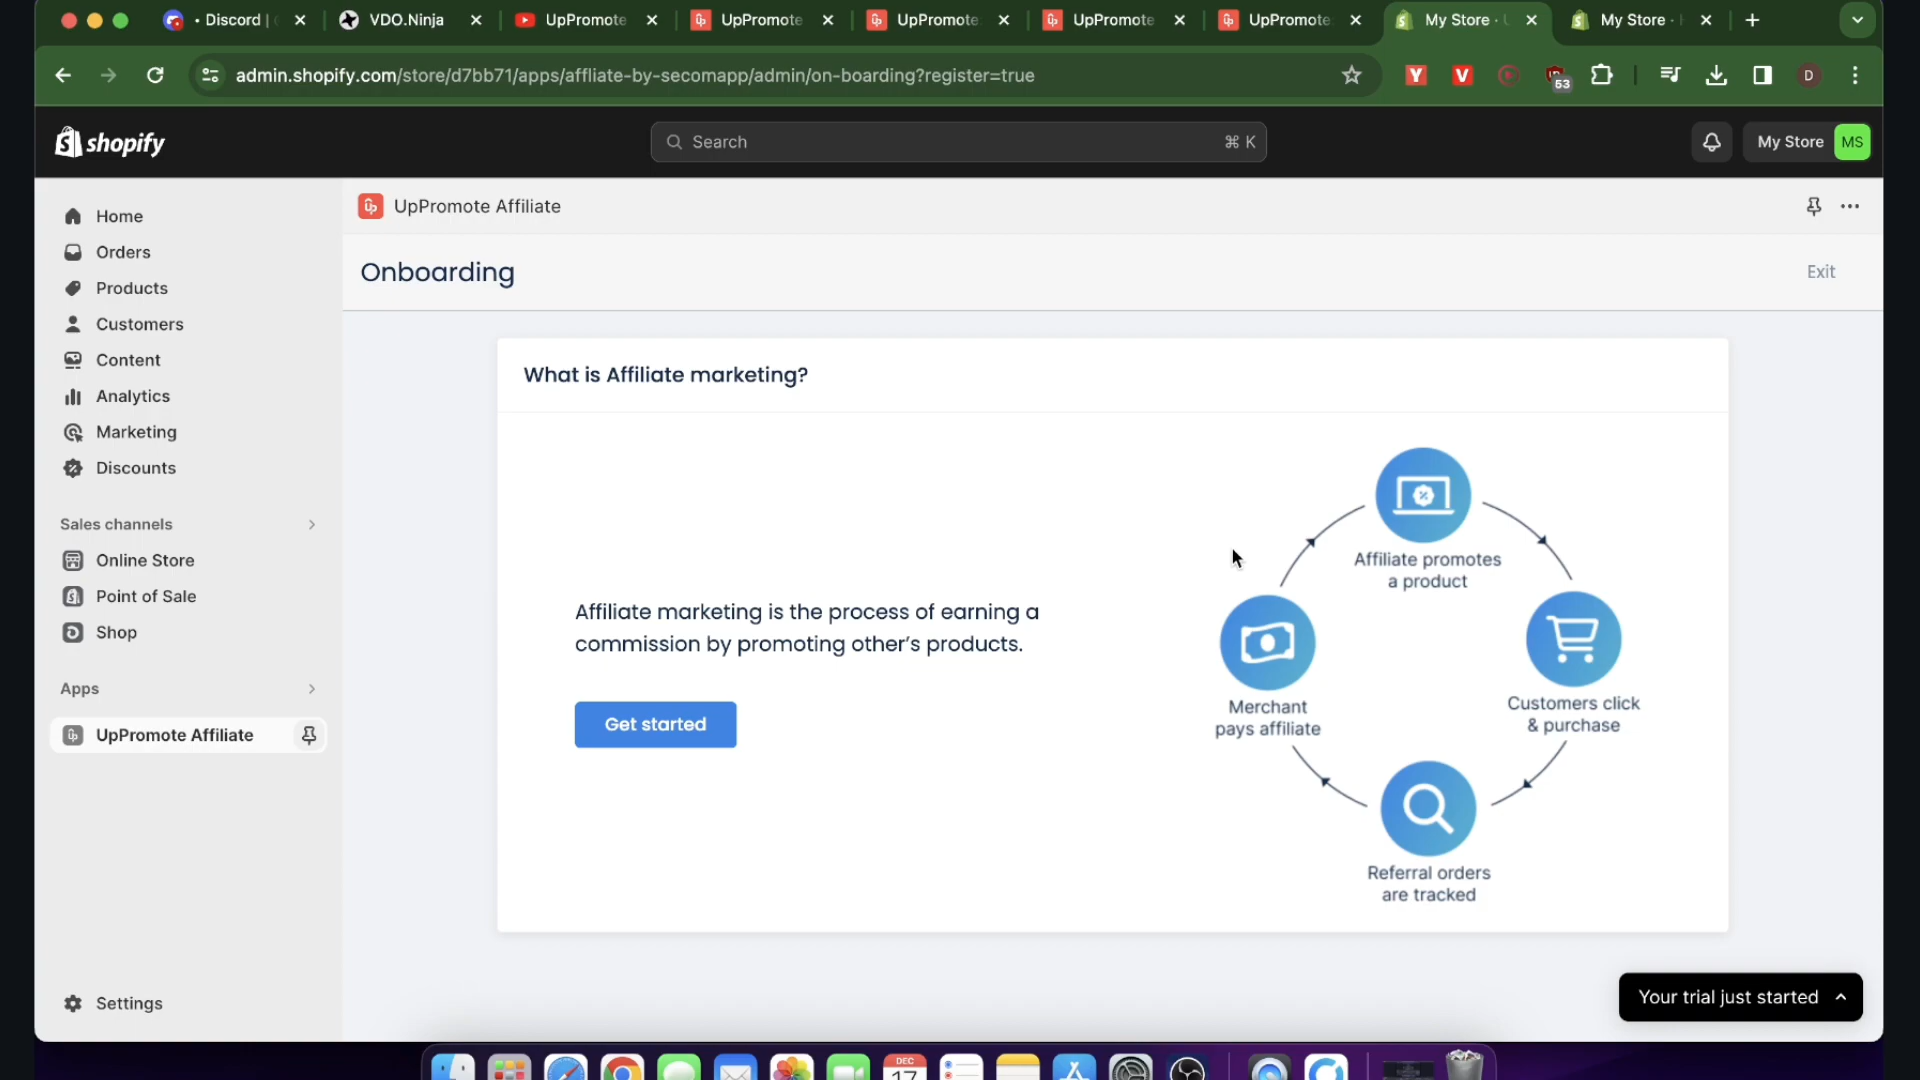 • Discord |
VDO.Ninja
UpPromote
UpPromote
UpPromote
UpPromote
UpPromote
My Store ·
My Store ·
admin.shopify.com/store/d7bb71/apps/affliate-by-secomapp/admin/on-boarding?register=true
Y
V
53
D
shopify
Search
⌘ K
My Store
MS
Home
Orders
Products
Customers
Content
Analytics
Marketing
Discounts
Sales channels
Online Store
Point of Sale
Shop
Apps
UpPromote Affiliate
Settings
UpPromote Affiliate
Onboarding
Exit
What is Affiliate marketing?
Affiliate marketing is the process of earning a
commission by promoting other's products.
Get started
Affiliate promotes
a product
Customers click
& purchase
Referral orders
are tracked
Merchant
pays affiliate
Your trial just started
DEC
17